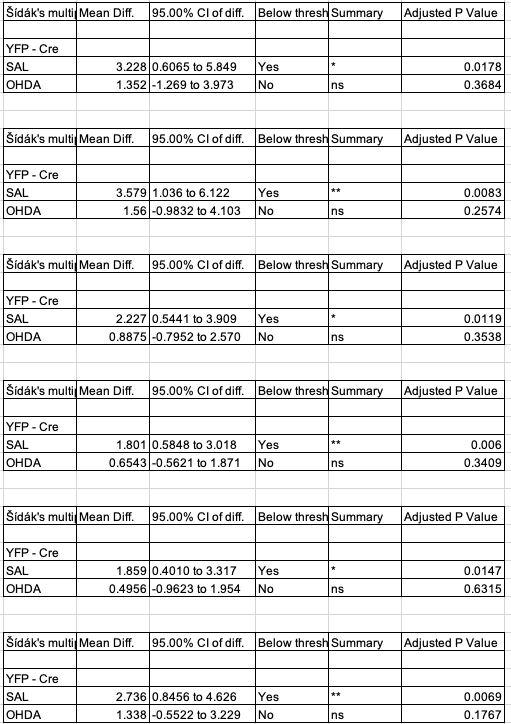 Šídák's multi Mean Diff. 95.00% CI of diff. Below thresh Summary Adjusted P Value
YFP - Cre
SAL 3.228 0.6065 to 5.849 Yes * 0.0178
OHDA 1.352 -1.269 to 3.973 No ns 0.3684
Šídák's multi Mean Diff. 95.00% CI of diff. Below thresh Summary Adjusted P Value
YFP - Cre
SAL 3.579 1.036 to 6.122 Yes ** 0.0083
OHDA 1.56 -0.9832 to 4.103 No ns 0.2574
Šídák's multi Mean Diff. 95.00% CI of diff. Below thresh Summary Adjusted P Value
YFP - Cre
SAL 2.227 0.5441 to 3.909 Yes * 0.0119
OHDA 0.8875 -0.7952 to 2.570 No ns 0.3538
Šídák's multi Mean Diff. 95.00% CI of diff. Below thresh Summary Adjusted P Value
YFP - Cre
SAL 1.801 0.5848 to 3.018 Yes ** 0.006
OHDA 0.6543 -0.5621 to 1.871 No ns 0.3409
Šídák's multi Mean Diff. 95.00% CI of diff. Below thresh Summary Adjusted P Value
YFP - Cre
SAL 1.859 0.4010 to 3.317 Yes * 0.0147
OHDA 0.4956 -0.9623 to 1.954 No ns 0.6315
Šídák's multi Mean Diff. 95.00% CI of diff. Below thresh Summary Adjusted P Value
YFP - Cre
SAL 2.736 0.8456 to 4.626 Yes ** 0.0069
OHDA 1.338 -0.5522 to 3.229 No ns 0.1767